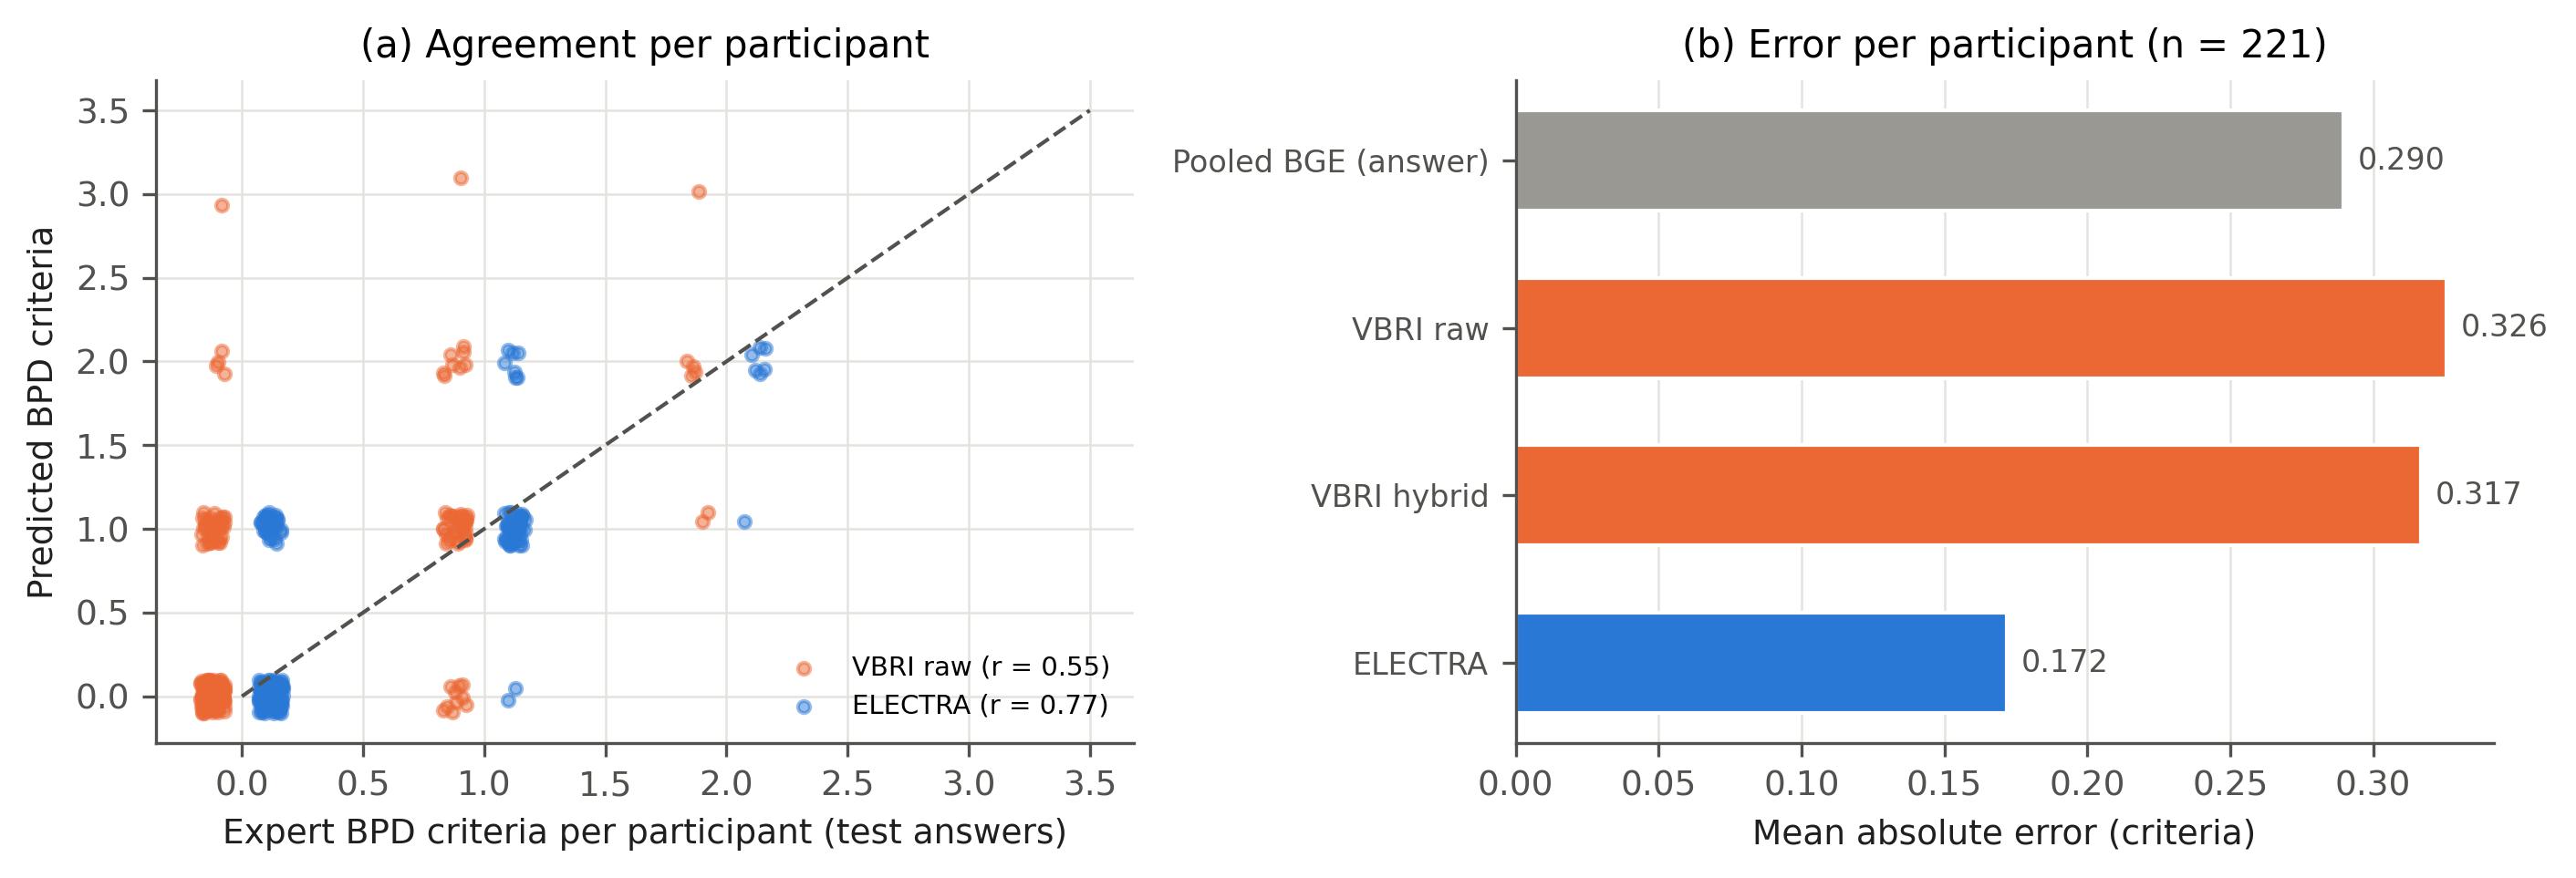 (a) Agreement per participant
3.5
3.0
2.5
2.0
1.5
1.0
0.5
0.0
Predicted BPD criteria
VBRI raw (r = 0.55)
ELECTRA (r = 0.77)
0.0 0.5 1.0 1.5 2.0 2.5 3.0 3.5
Expert BPD criteria per participant (test answers)
(b) Error per participant (n = 221)
Pooled BGE (answer) 0.290
VBRI raw 0.326
VBRI hybrid 0.317
ELECTRA 0.172
0.00 0.05 0.10 0.15 0.20 0.25 0.30
Mean absolute error (criteria)